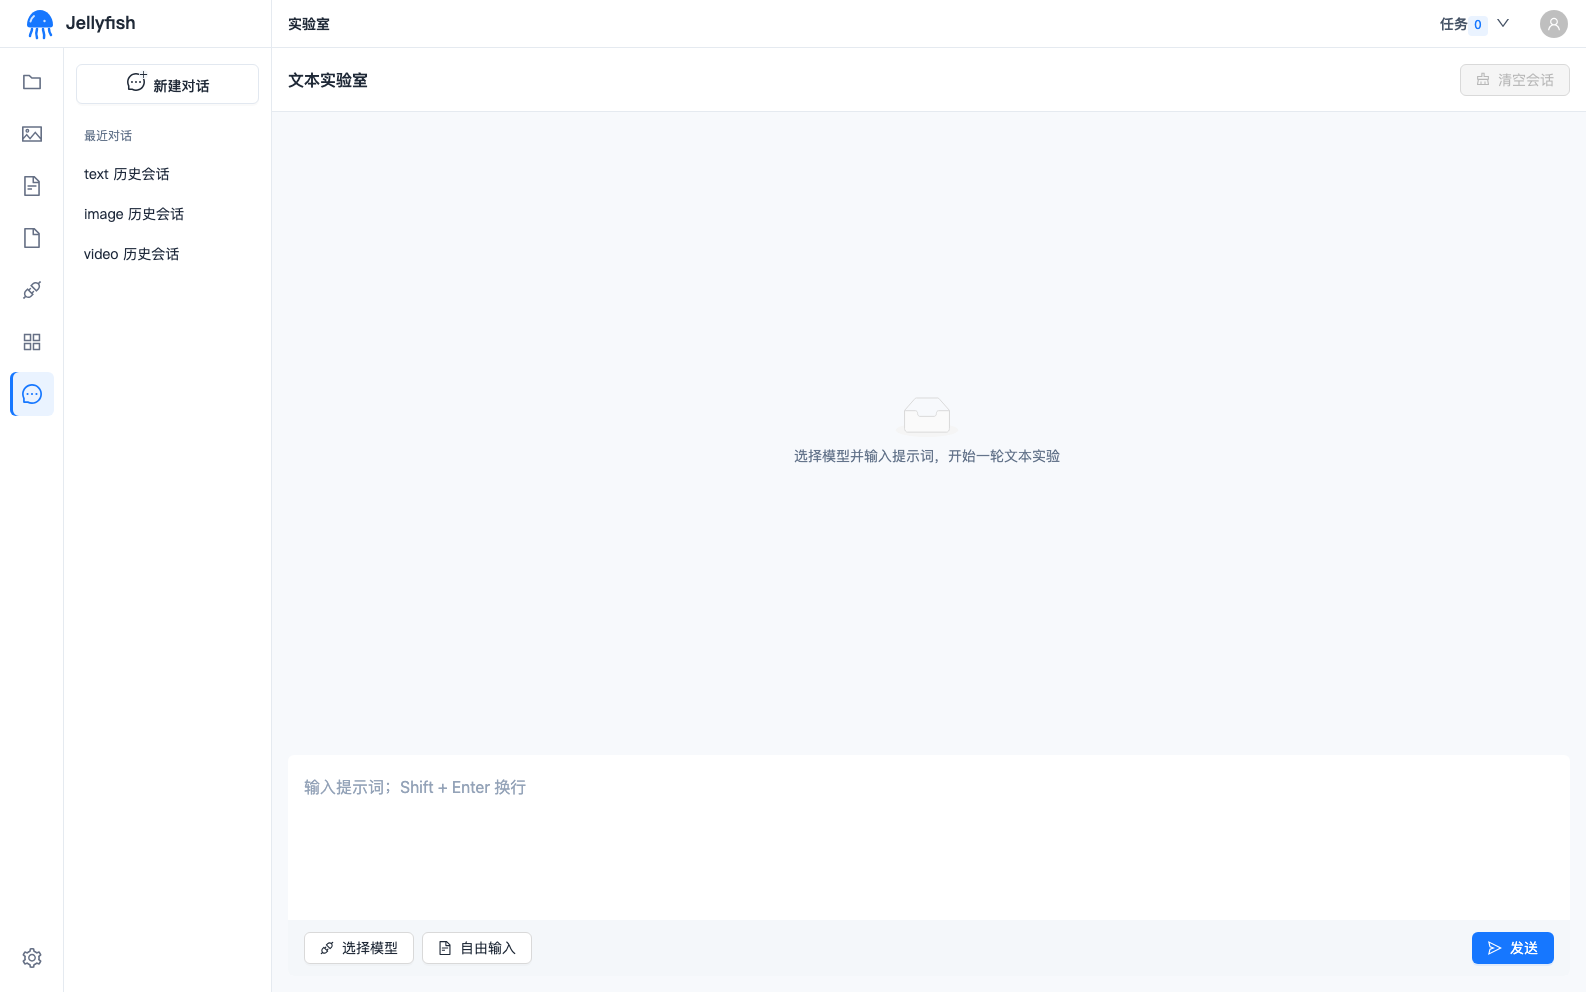 Jellyfish
实验室
任务 0
新建对话
文本实验室
清空会话
最近对话
text 历史会话
image 历史会话
video 历史会话
选择模型并输入提示词，开始一轮文本实验
输入提示词；Shift + Enter 换行
选择模型
自由输入
发送